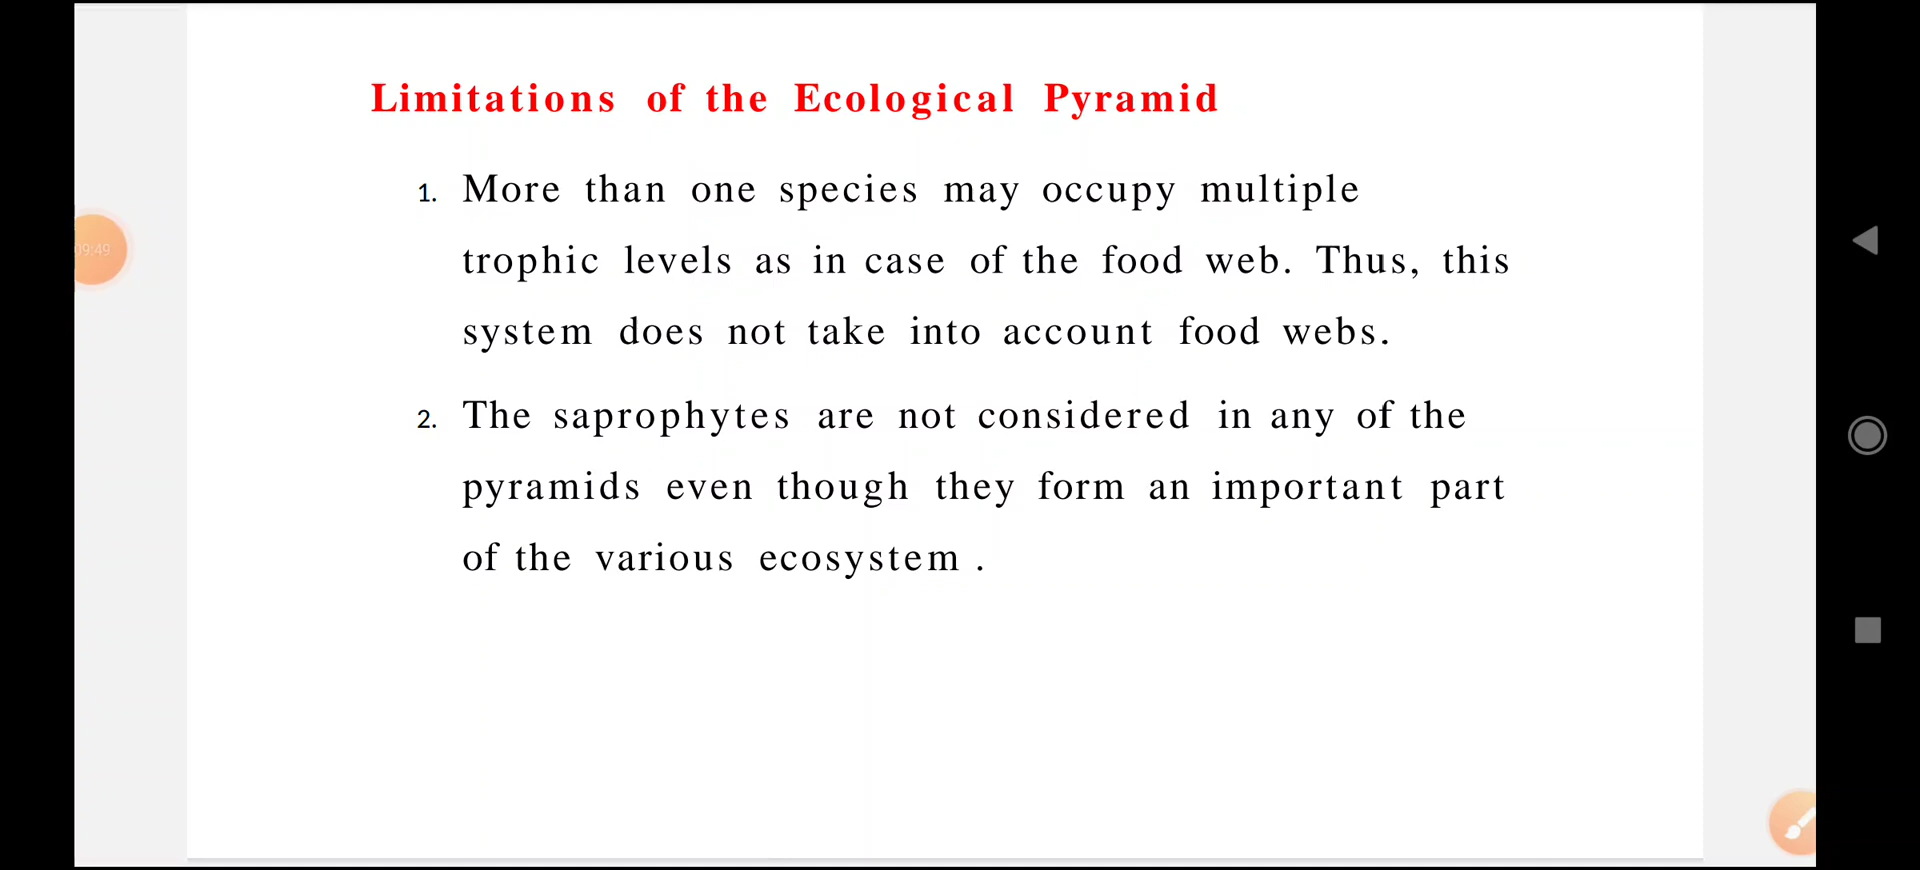 Limitations of the Ecological Pyramid
1. More than one species may occupy multiple
trophic levels as in case of the food web. Thus, this
system does not take into account food webs.
09:49
2. The saprophytes are not considered in any of the
pyramids even though they form an important part
of the various ecosystem .